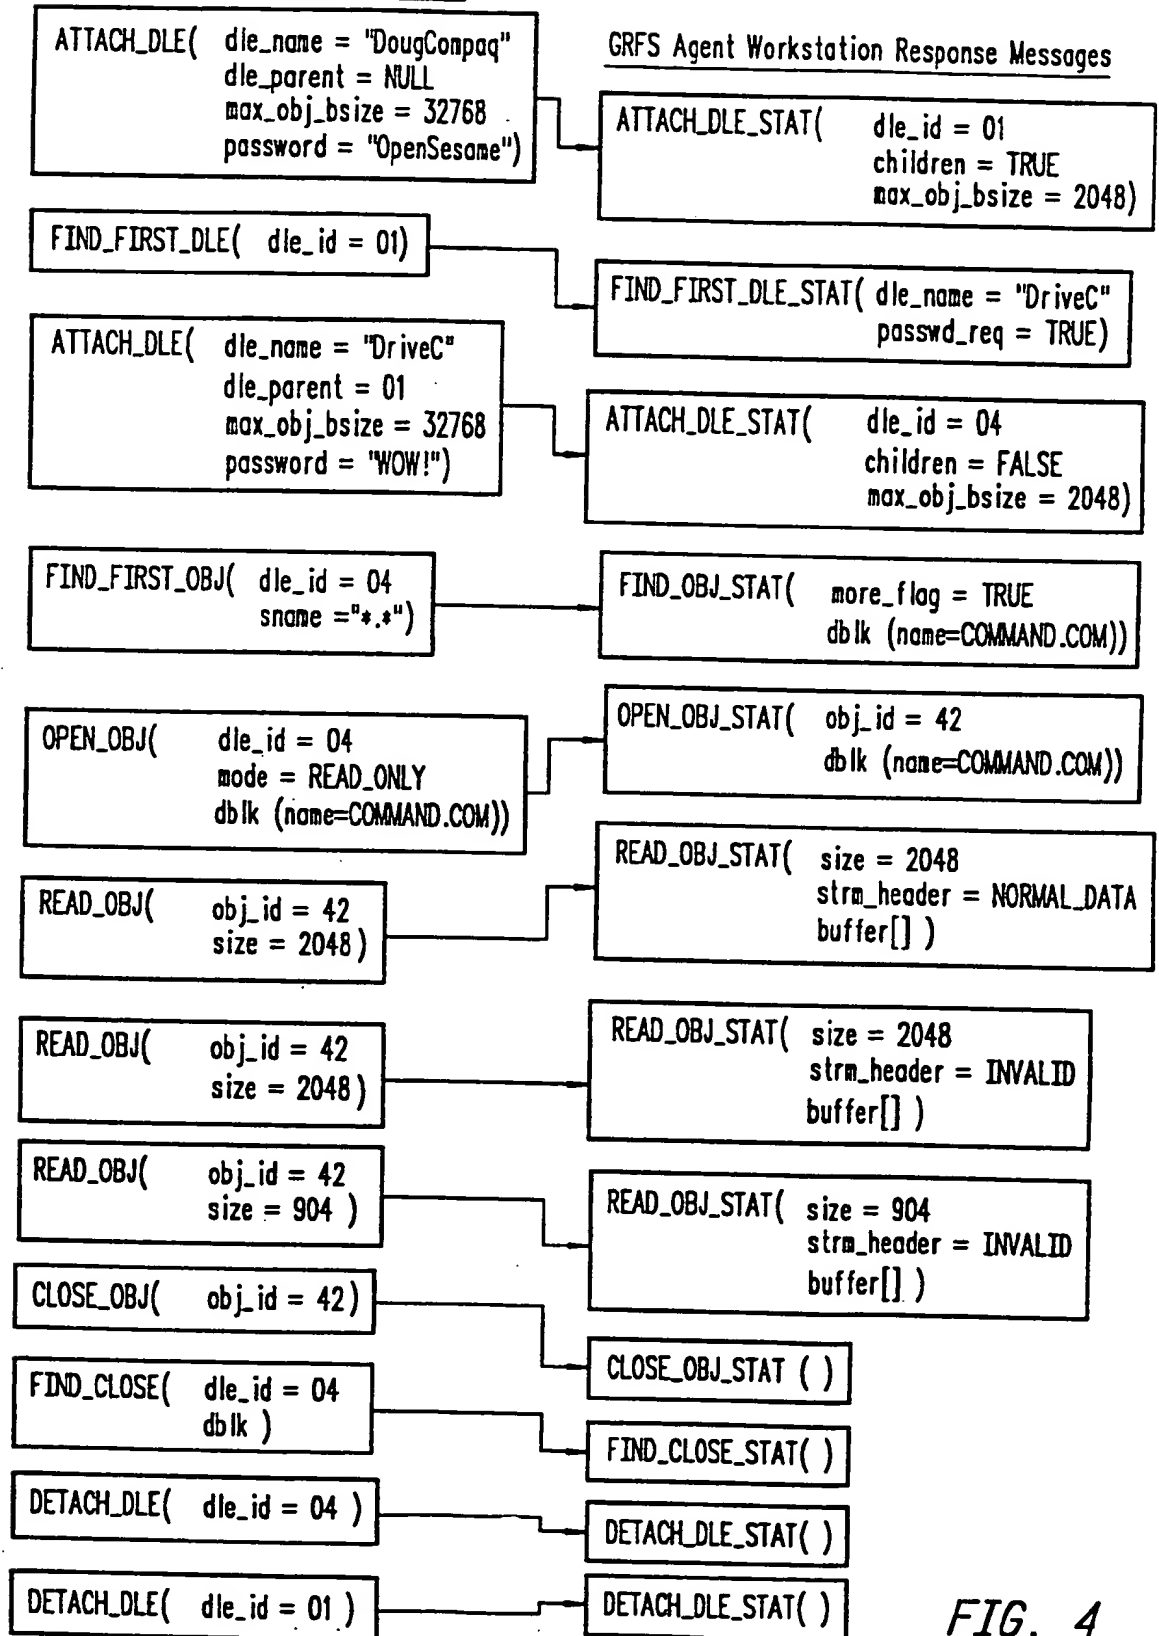 GRFS Agent Workstation Response Messages
ATTACH_DLE( dle_name = "DougCompaq"
dle_parent = NULL
max_obj_bsize = 32768
password = "OpenSesame")
ATTACH_DLE_STAT( dle_id = 01
children = TRUE
max_obj_bsize = 2048)
FIND_FIRST_DLE( dle_id = 01)
FIND_FIRST_DLE_STAT( dle_name = "DriveC"
passwd_req = TRUE)
ATTACH_DLE( dle_name = "DriveC"
dle_parent = 01
max_obj_bsize = 32768
password = "WOW!")
ATTACH_DLE_STAT( dle_id = 04
children = FALSE
max_obj_bsize = 2048)
FIND_FIRST_OBJ( dle_id = 04
sname ="*.*")
FIND_OBJ_STAT( more_flag = TRUE
dblk (name=COMMAND.COM))
OPEN_OBJ( dle_id = 04
mode = READ_ONLY
dblk (name=COMMAND.COM))
OPEN_OBJ_STAT( obj_id = 42
dblk (name=COMMAND.COM))
READ_OBJ( obj_id = 42
size = 2048 )
READ_OBJ_STAT( size = 2048
strm_header = NORMAL_DATA
buffer[] )
READ_OBJ( obj_id = 42
size = 2048 )
READ_OBJ_STAT( size = 2048
strm_header = INVALID
buffer[] )
READ_OBJ( obj_id = 42
size = 904 )
READ_OBJ_STAT( size = 904
strm_header = INVALID
buffer[] )
CLOSE_OBJ( obj_id = 42)
CLOSE_OBJ_STAT ( )
FIND_CLOSE( dle_id = 04
dblk )
FIND_CLOSE_STAT( )
DETACH_DLE( dle_id = 04 )
DETACH_DLE_STAT( )
DETACH_DLE( dle_id = 01 )
DETACH_DLE_STAT( )
FIG. 4